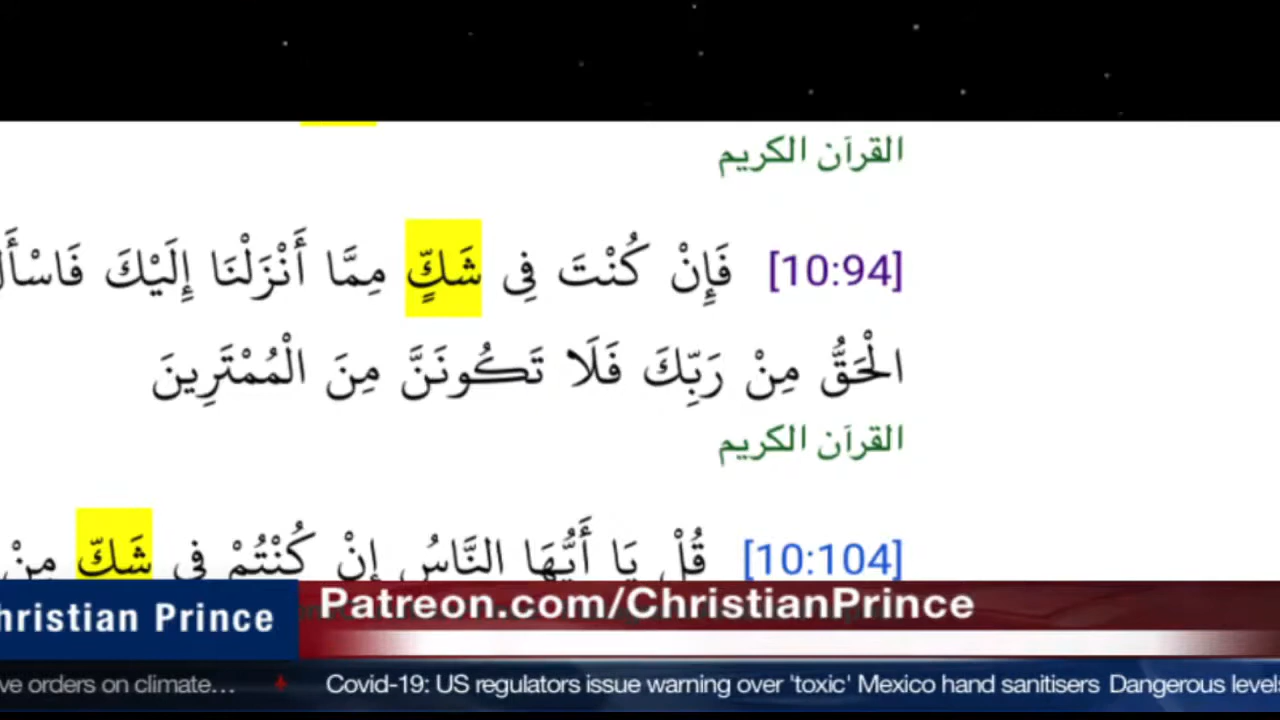 القرآن الكريم
[10:94] فَإِنْ كُنْتَ فِى شَكٍّ مِمَّا أَنْزَلْنَا إِلَيْكَ فَاسْأَلِ
الْحَقُّ مِنْ رَبِّكَ فَلَا تَكُونَنَّ مِنَ الْمُمْتَرِينَ
القرآن الكريم
[10:104] قُلْ يَا أَيُّهَا النَّاسُ إِنْ كُنْتُمْ فِى شَكٍّ مِنْ
hristian Prince
Patreon.com/ChristianPrince
ve orders on climate... Covid-19: US regulators issue warning over 'toxic' Mexico hand sanitisers Dangerous levels